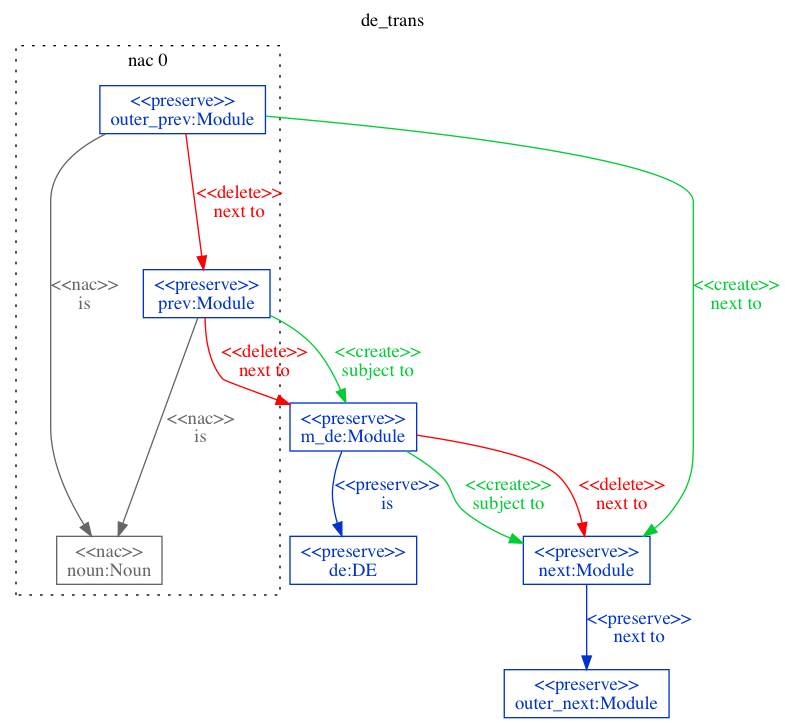 de_trans
nac 0
<<preserve>>
outer_prev:Module
<<delete>>
next to
<<nac>>
is
<<create>>
next to
<<preserve>>
prev:Module
<<delete>>
next to
<<create>>
subject to
<<nac>>
is
<<preserve>>
m_de:Module
<<preserve>>
is
<<create>>
subject to
<<delete>>
next to
<<nac>>
noun:Noun
<<preserve>>
de:DE
<<preserve>>
next:Module
<<preserve>>
next to
<<preserve>>
outer_next:Module